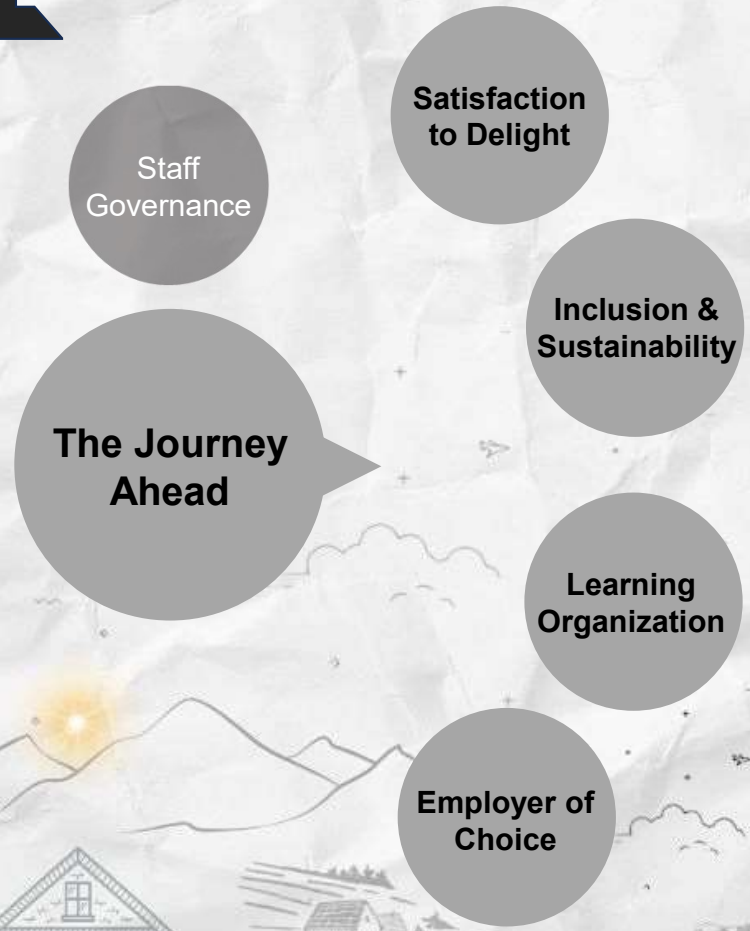 Satisfaction
to Delight
Staff
Governance
Inclusion &
Sustainability
The Journey
Ahead
Learning
Organization
Employer of
Choice